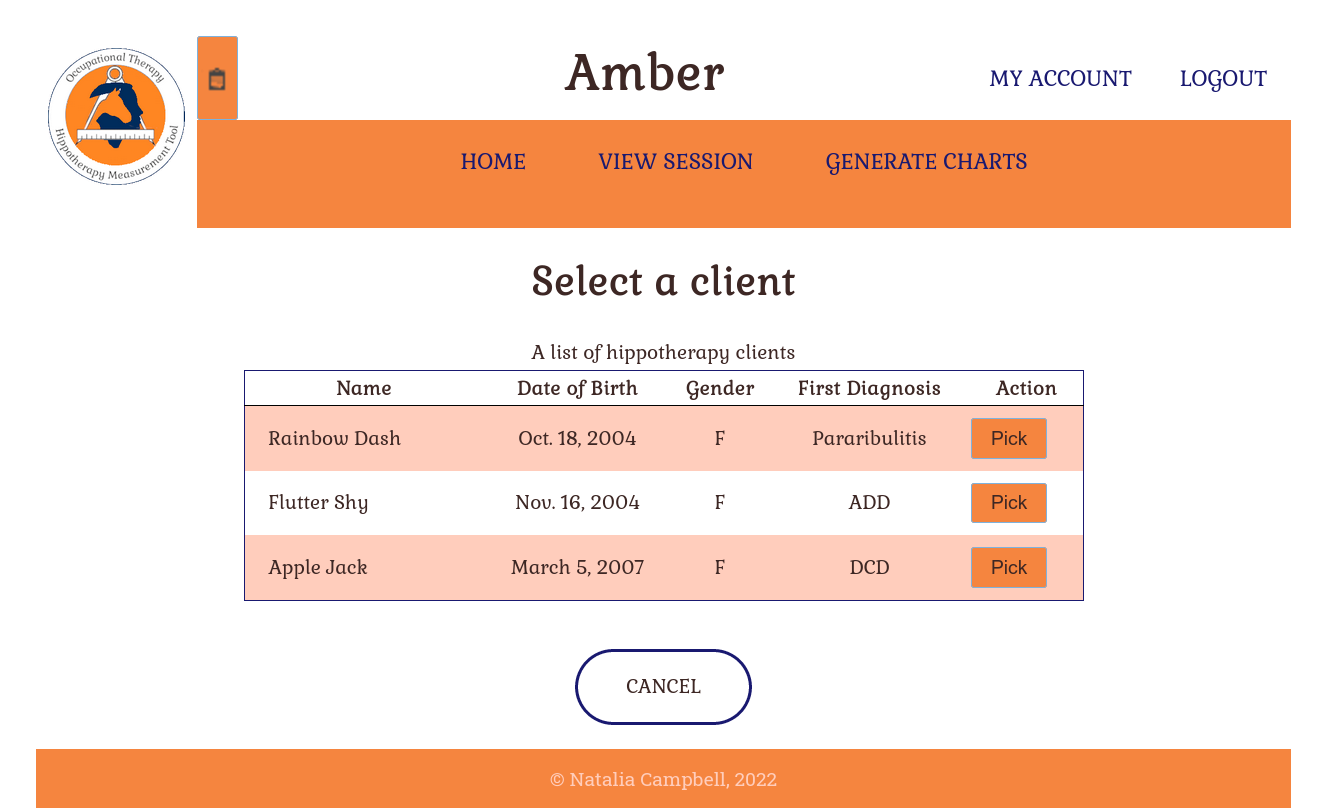 Occupational Therapy
Hippotherapy Measurement Tool
Amber
MY ACCOUNT LOGOUT
HOME VIEW SESSION GENERATE CHARTS
Select a client
A list of hippotherapy clients
Name Date of Birth Gender First Diagnosis Action
Rainbow Dash Oct. 18, 2004 F Pararibulitis Pick
Flutter Shy Nov. 16, 2004 F ADD Pick
Apple Jack March 5, 2007 F DCD Pick
CANCEL
© Natalia Campbell, 2022